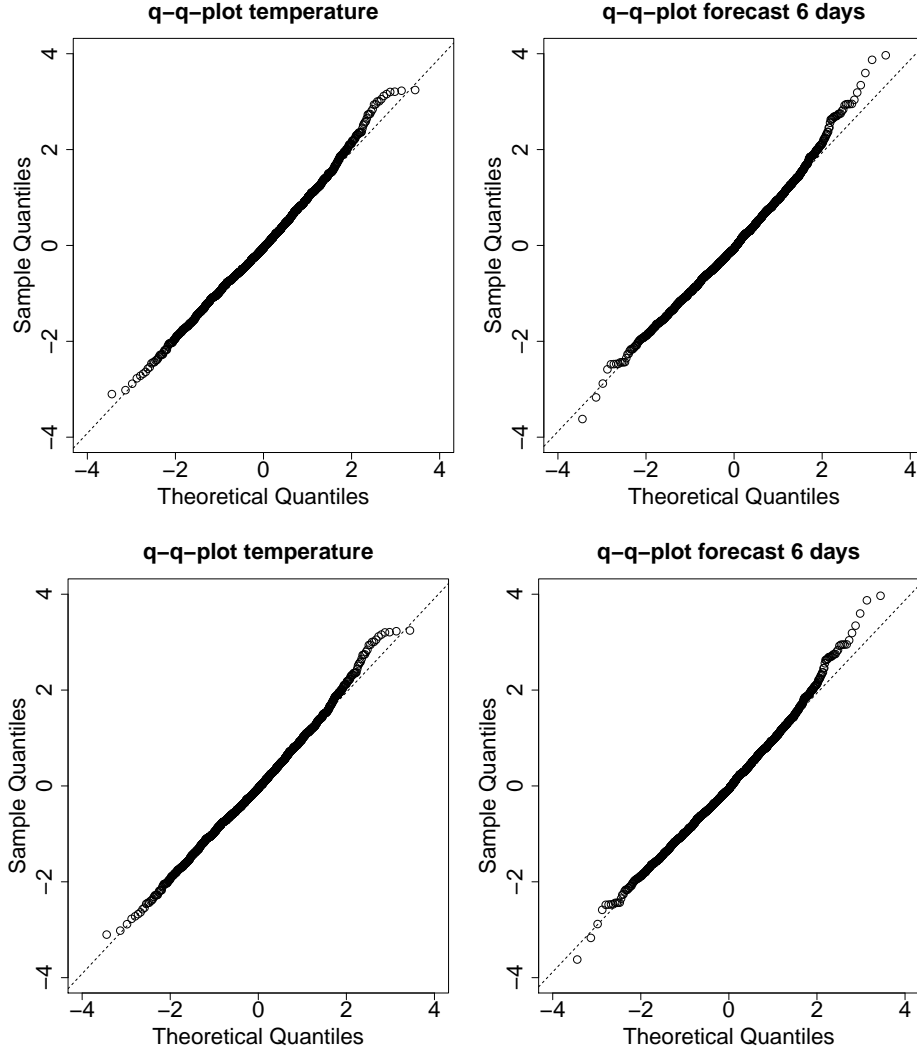 q-q-plot temperature
4
2
0
-2
-4
Sample Quantiles
-4 -2 0 2 4
Theoretical Quantiles
q-q-plot forecast 6 days
4
2
0
-2
-4
Sample Quantiles
-4 -2 0 2 4
Theoretical Quantiles
q-q-plot temperature
4
2
0
-2
-4
Sample Quantiles
-4 -2 0 2 4
Theoretical Quantiles
q-q-plot forecast 6 days
4
2
0
-2
-4
Sample Quantiles
-4 -2 0 2 4
Theoretical Quantiles